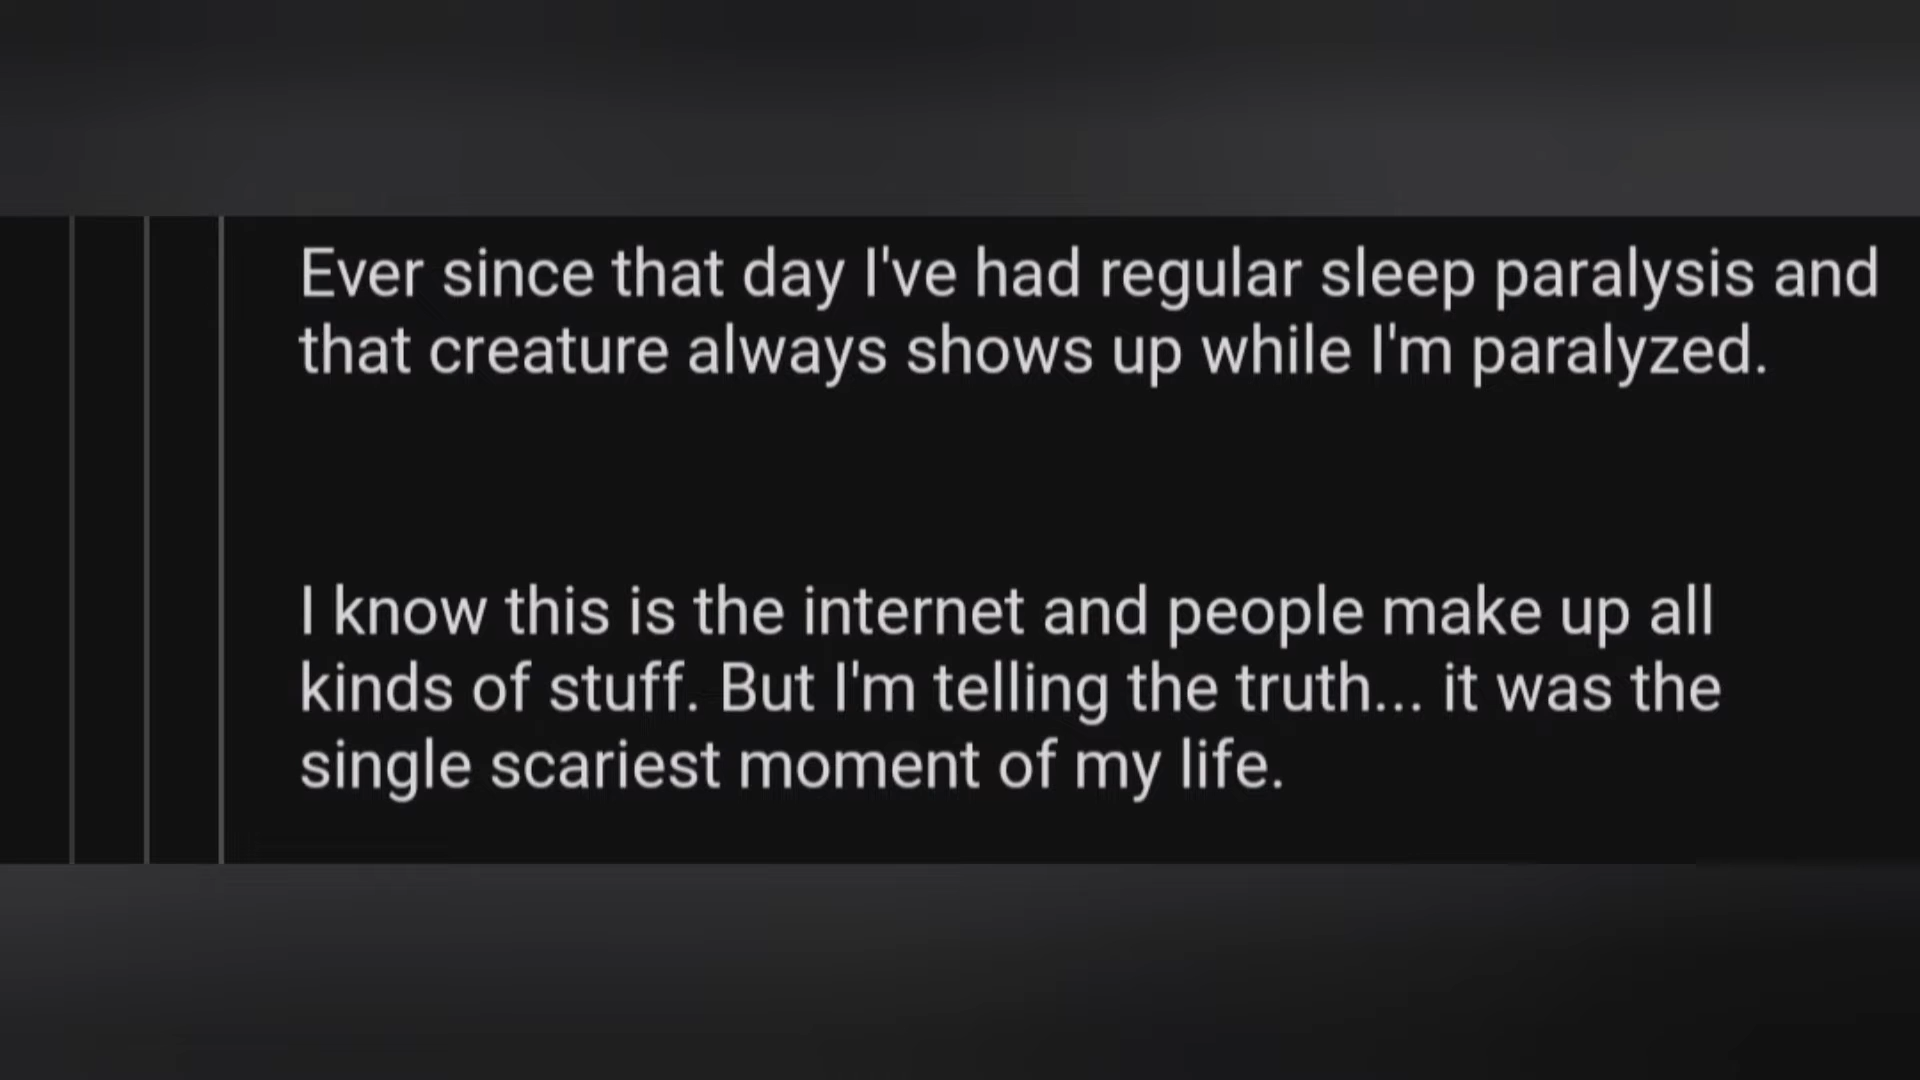 Ever since that day I've had regular sleep paralysis and
that creature always shows up while I'm paralyzed.
I know this is the internet and people make up all
kinds of stuff. But I'm telling the truth... it was the
single scariest moment of my life.